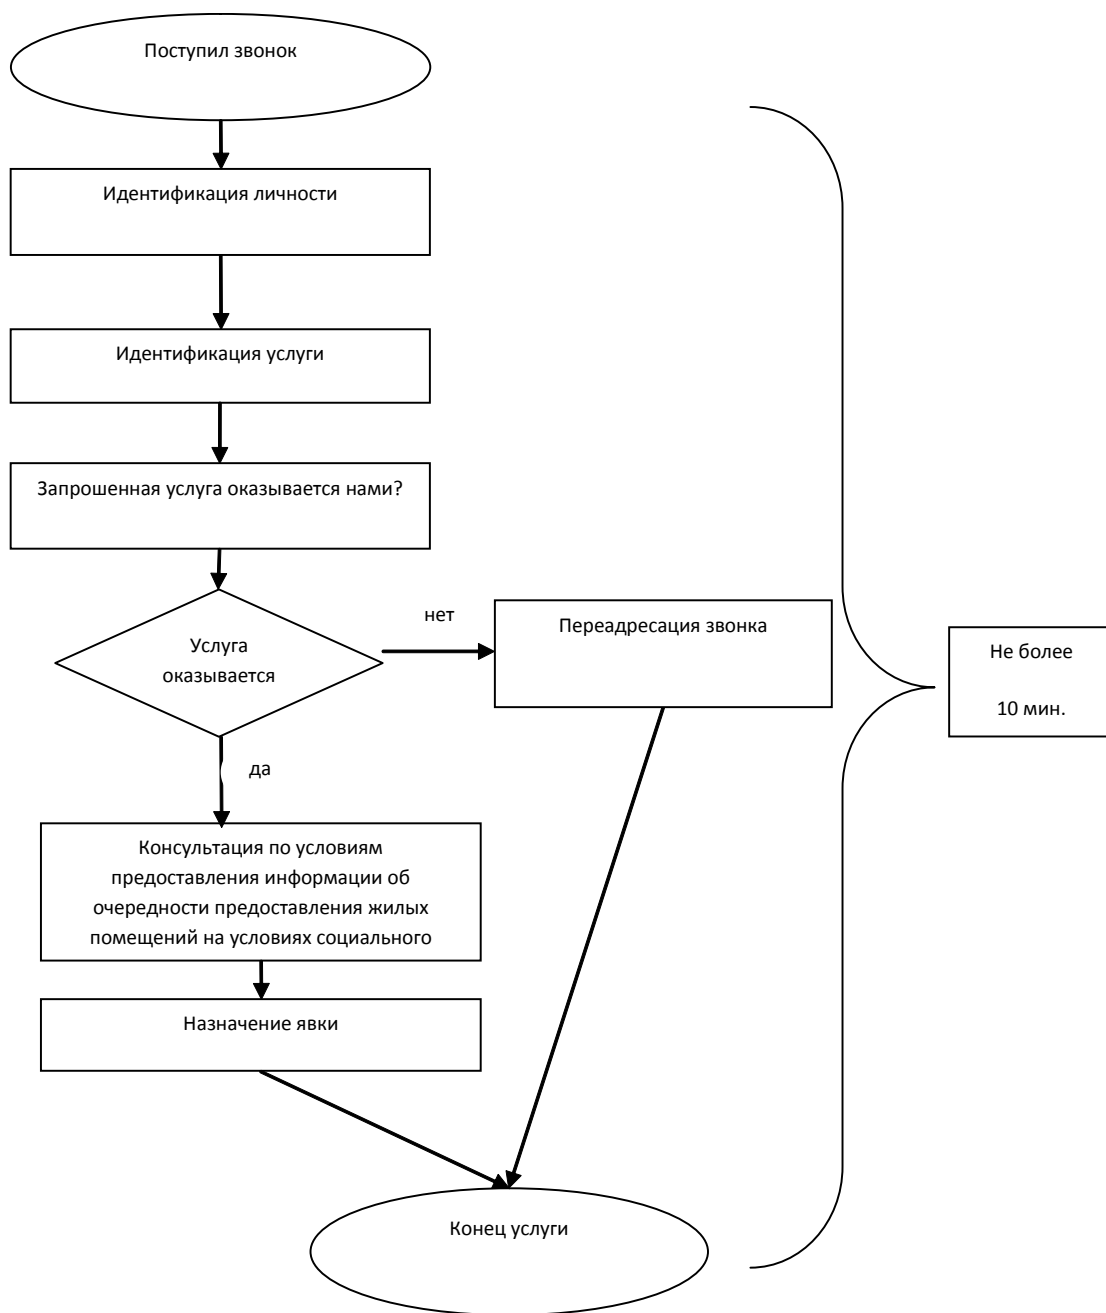 Поступил звонок
Идентификация личности
Идентификация услуги
Запрошенная услуга оказывается нами?
Услуга
оказывается
нет
Переадресация звонка
Не более
10 мин.
да
Консультация по условиям
предоставления информации об
очередности предоставления жилых
помещений на условиях социального
Назначение явки
Конец услуги